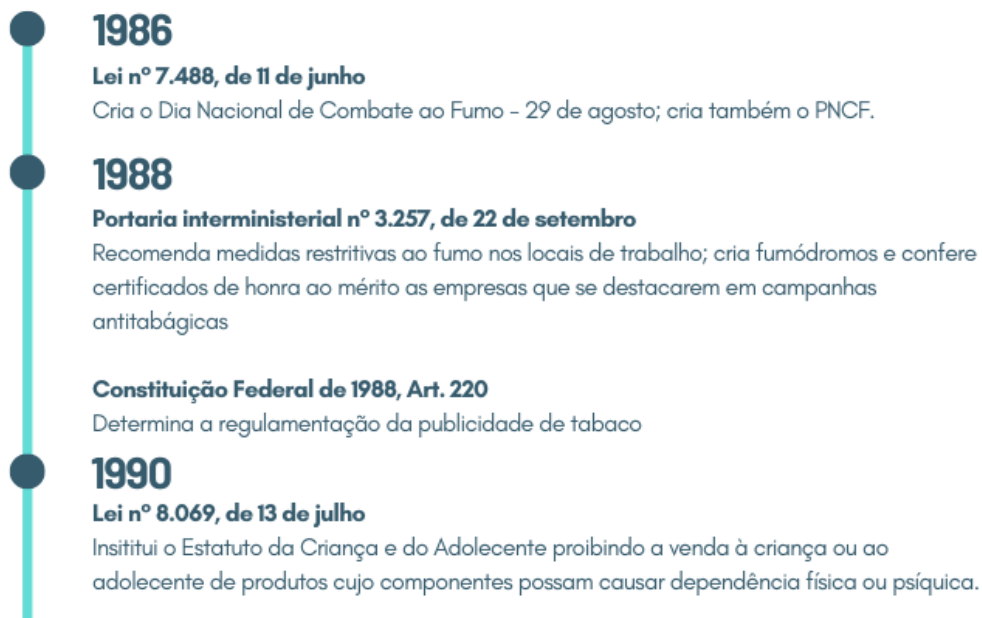 1986
Lei nº 7.488, de 11 de junho
Cria o Dia Nacional de Combate ao Fumo - 29 de agosto; cria também o PNCF.
1988
Portaria interministerial nº 3.257, de 22 de setembro
Recomenda medidas restritivas ao fumo nos locais de trabalho; cria fumódromos e confere
certificados de honra ao mérito as empresas que se destacarem em campanhas
antitabágicas
Constituição Federal de 1988, Art. 220
Determina a regulamentação da publicidade de tabaco
1990
Lei nº 8.069, de 13 de julho
Insititui o Estatuto da Criança e do Adolecente proibindo a venda à criança ou ao
adolecente de produtos cujo componentes possam causar dependência física ou psíquica.